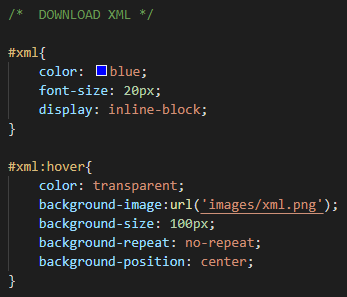 /*  DOWNLOAD XML */
#xml{
color: blue;
font-size: 20px;
display: inline-block;
}
#xml:hover{
color: transparent;
background-image:url('images/xml.png');
background-size: 100px;
background-repeat: no-repeat;
background-position: center;
}